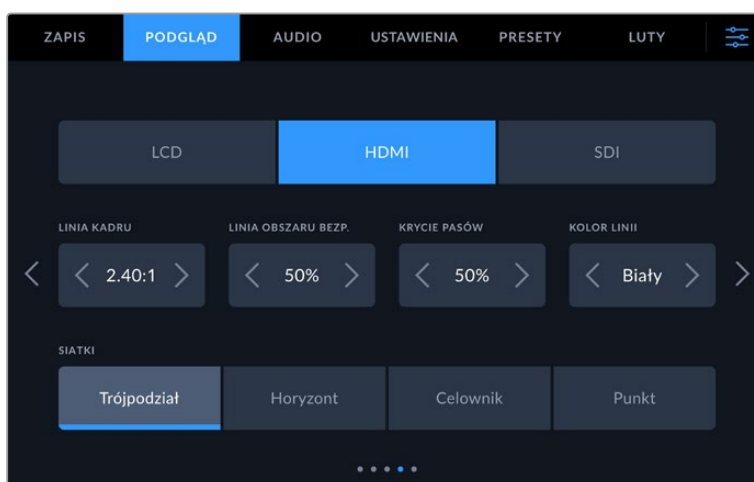 ZAPIS PODGLĄD AUDIO USTAWIENIA PRESETY LUTY
LCD HDMI SDI
LINIA KADRU LINIA OBSZARU BEZP. KRYCIE PASÓW KOLOR LINII
2.40:1 50% 50% Biały
SIATKI
Trójpodział Horyzont Celownik Punkt